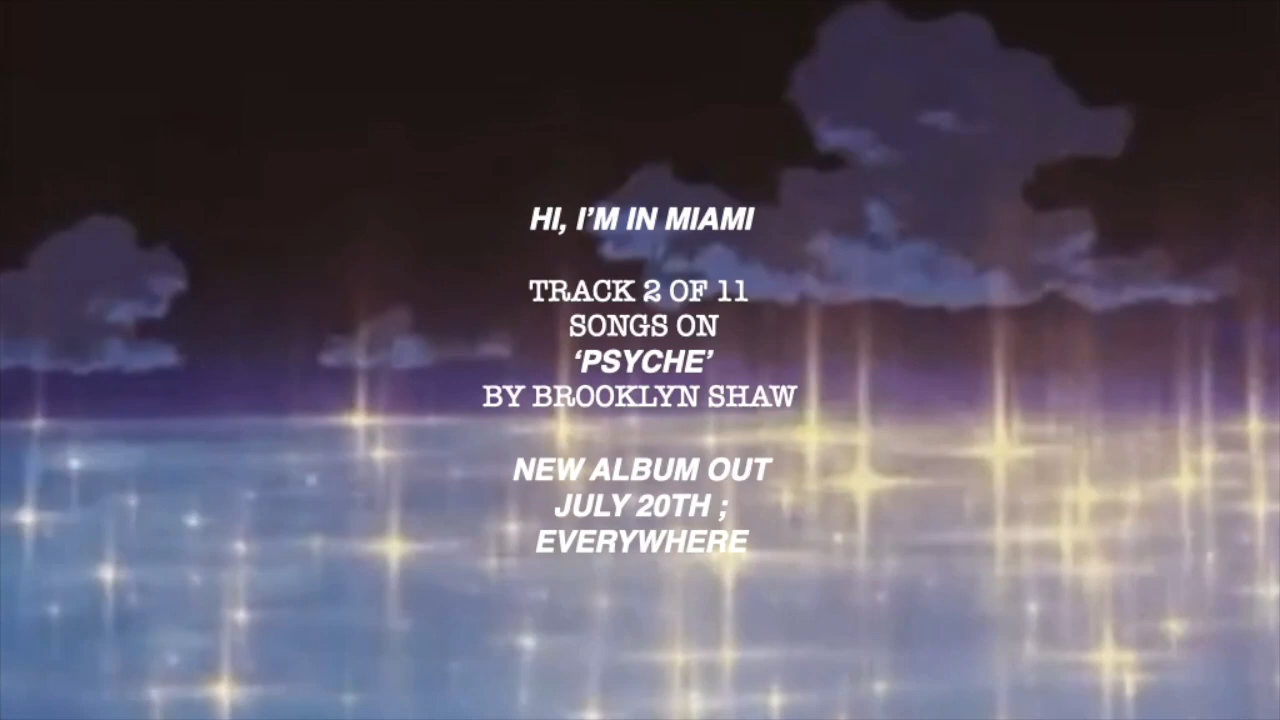 HI, I'M IN MIAMI
TRACK 2 OF 11
SONGS ON
‘PSYCHE’
BY BROOKLYN SHAW
NEW ALBUM OUT
JULY 20TH ;
EVERYWHERE